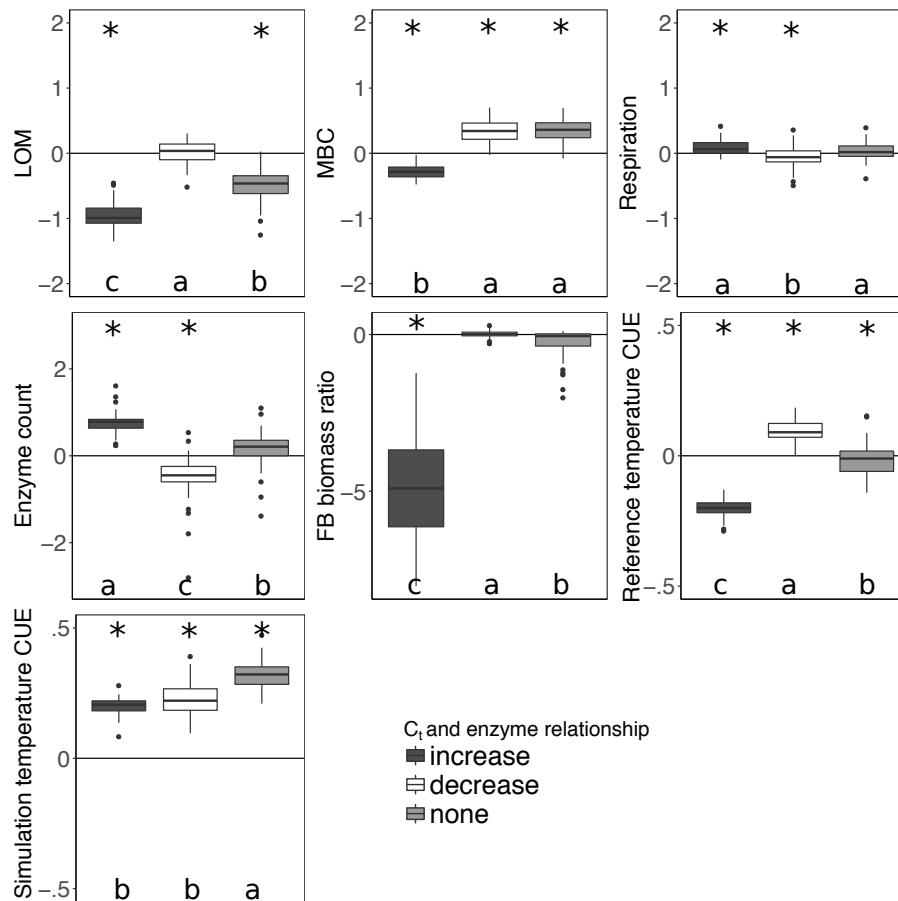 2
1
0
−1
−2
LOM
*
*
c a b
2
1
0
−1
−2
MBC
* * *
b a a
2
1
0
−1
−2
Respiration
* *
a b a
2
0
−2
Enzyme count
* *
a c b
0
−5
FB biomass ratio
*
c a b
.5
0
−.5
Reference temperature CUE
* * *
c a b
.5
0
−.5
Simulation temperature CUE
* * *
b b a
Ct and enzyme relationship
increase
decrease
none